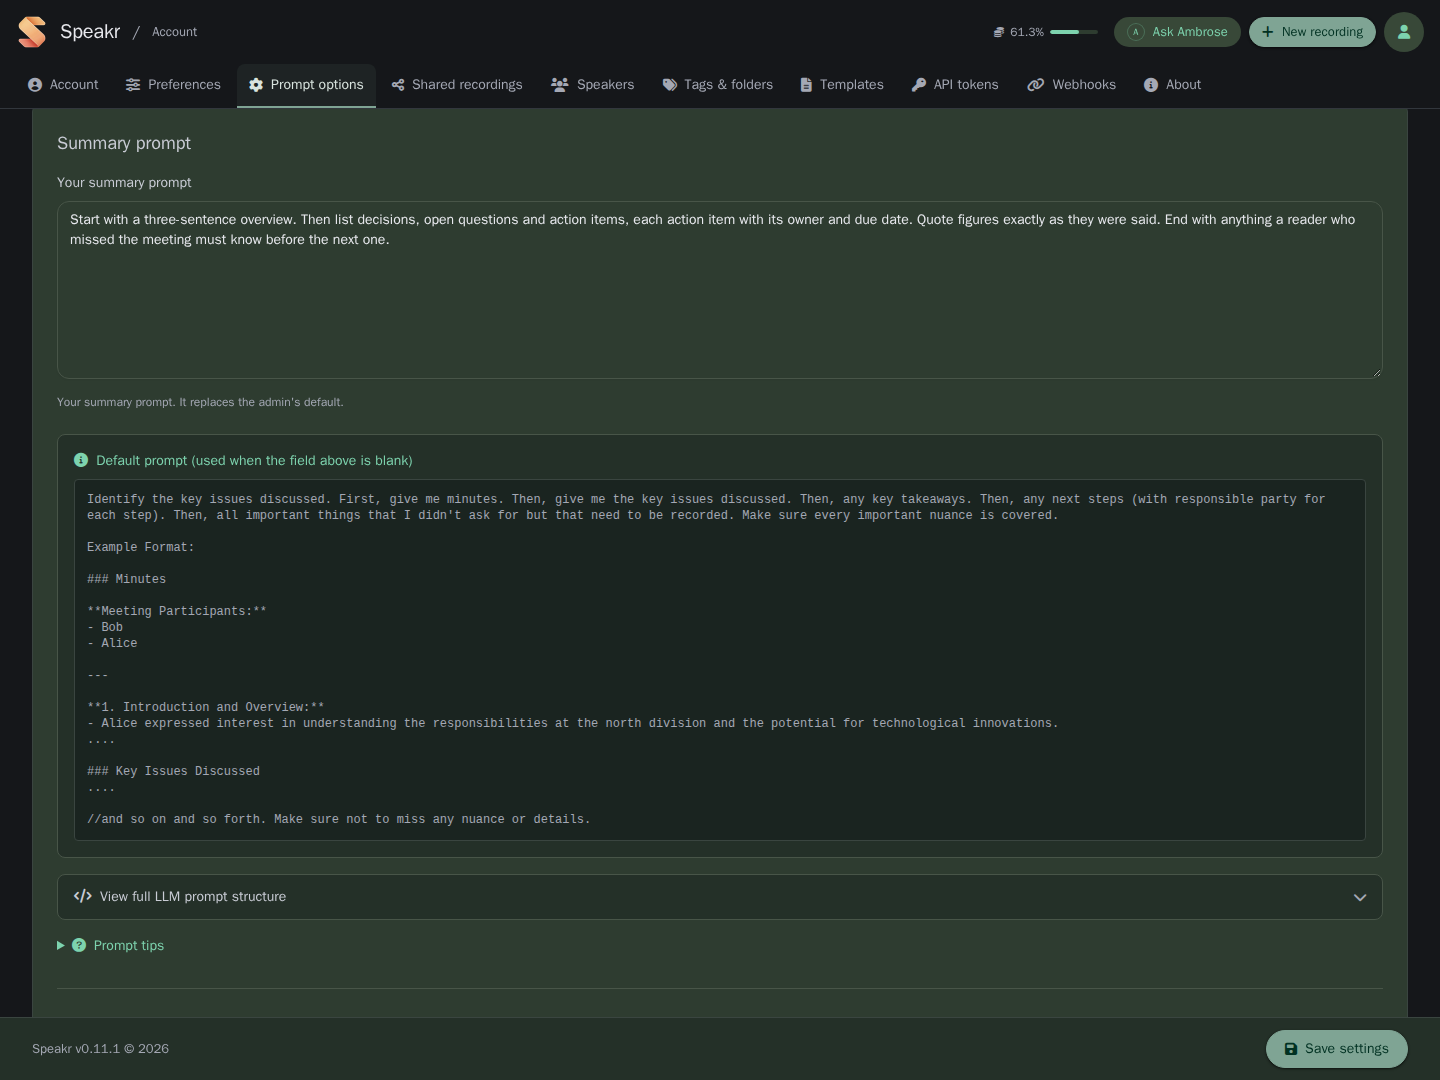 Speakr / Account
61.3%
A Ask Ambrose
New recording
Account
Preferences
Prompt options
Shared recordings
Speakers
Tags & folders
Templates
API tokens
Webhooks
About
Summary prompt
Your summary prompt
Start with a three-sentence overview. Then list decisions, open questions and action items, each action item with its owner and due date. Quote figures exactly as they were said. End with anything a reader who
missed the meeting must know before the next one.
Your summary prompt. It replaces the admin's default.
Default prompt (used when the field above is blank)
Identify the key issues discussed. First, give me minutes. Then, give me the key issues discussed. Then, any key takeaways. Then, any next steps (with responsible party for
each step). Then, all important things that I didn't ask for but that need to be recorded. Make sure every important nuance is covered.
Example Format:
### Minutes
**Meeting Participants:**
- Bob
- Alice
---
**1. Introduction and Overview:**
- Alice expressed interest in understanding the responsibilities at the north division and the potential for technological innovations.
....
### Key Issues Discussed
....
//and so on and so forth. Make sure not to miss any nuance or details.
View full LLM prompt structure
Prompt tips
Speakr v0.11.1 © 2026
Save settings